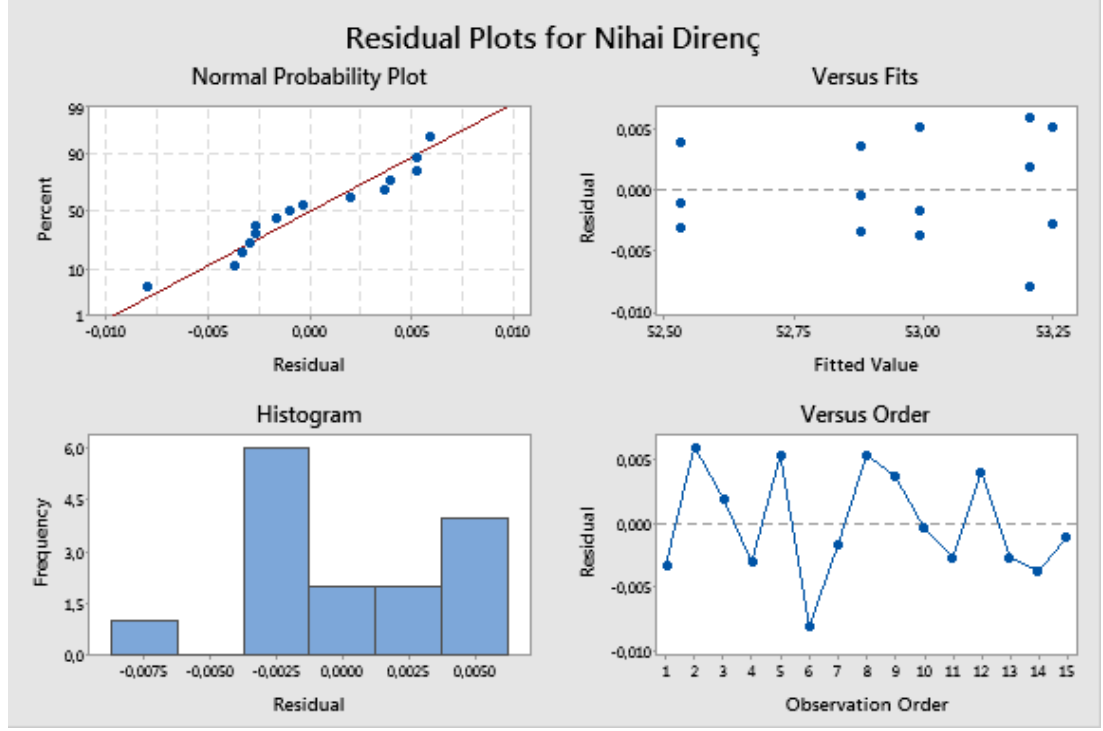 Residual Plots for Nihai Direnç
Normal Probability Plot
99
90
50
10
1
Percent
-0,010 -0,005 0,000 0,005 0,010
Residual
Versus Fits
0,005
0,000
-0,005
-0,010
Residual
52,50 52,75 53,00 53,25
Fitted Value
Histogram
6,0
4,5
3,0
1,5
0,0
Frequency
-0,0075 -0,0050 -0,0025 0,0000 0,0025 0,0050
Residual
Versus Order
0,005
0,000
-0,005
-0,010
Residual
1 2 3 4 5 6 7 8 9 10 11 12 13 14 15
Observation Order